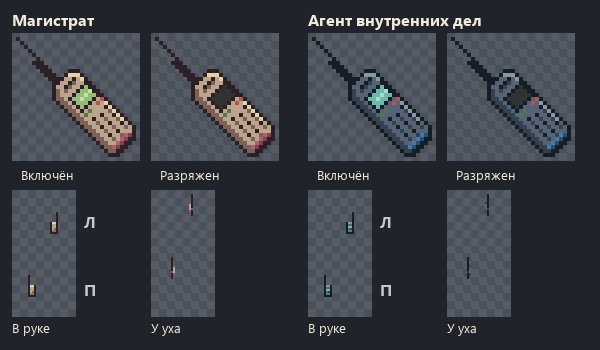 Магистрат
Агент внутренних дел
Включён
Разряжен
Включён
Разряжен
Л
П
Л
П
В руке
У уха
В руке
У уха